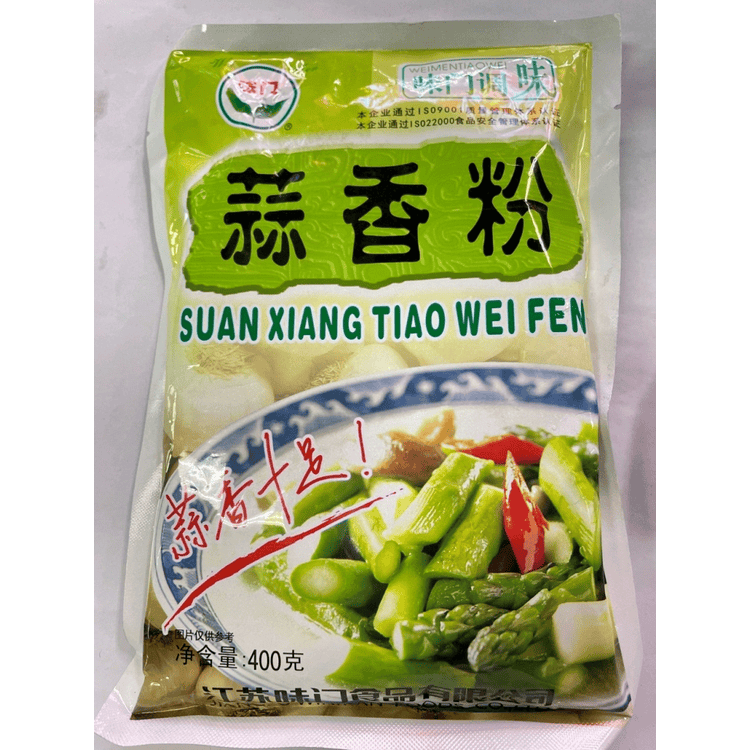 味门
®
WEIMENTIAOWEI
味门调味
本企业通过ISO9001质量管理体系认证
本企业通过ISO22000食品安全管理体系认证
蒜香粉
SUAN XIANG TIAO WEI FEN
蒜香十足!
图片仅供参考
净含量:400克
江苏味门食品有限公司